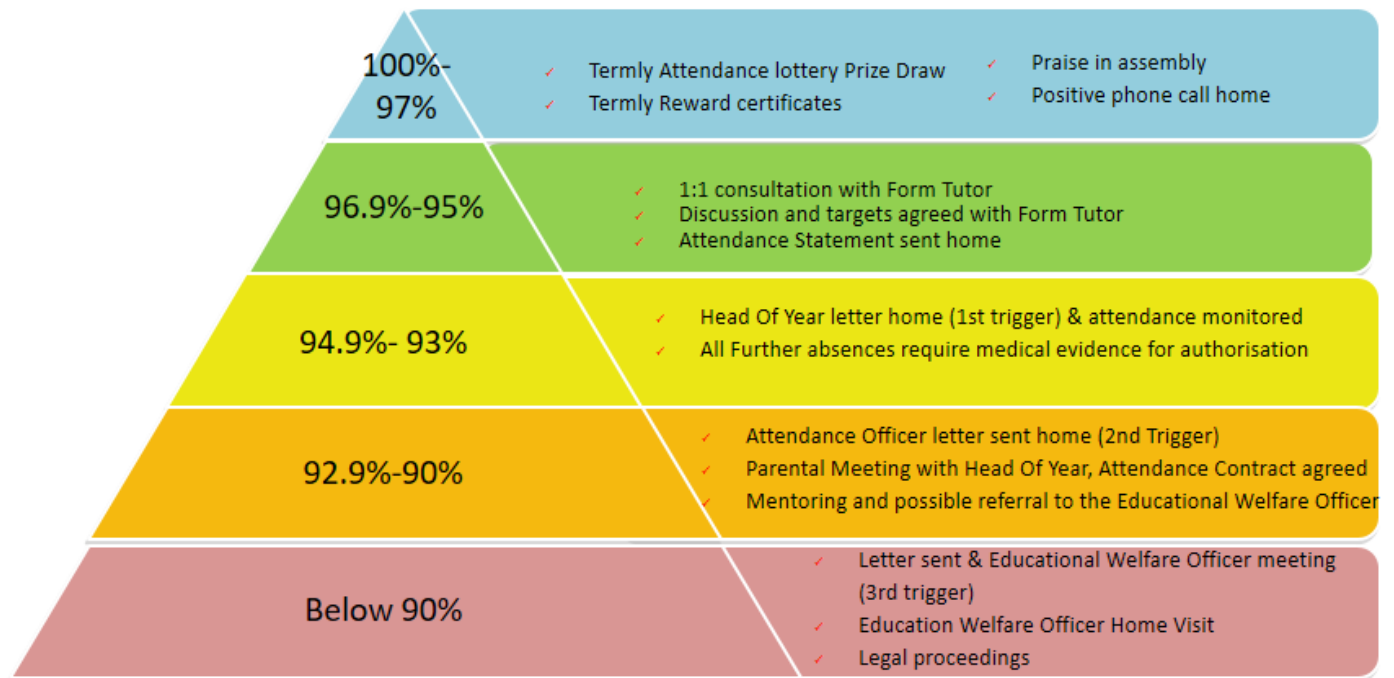 100%-
97%
✓ Termly Attendance lottery Prize Draw
✓ Termly Reward certificates
✓ Praise in assembly
✓ Positive phone call home
96.9%-95%
✓ 1:1 consultation with Form Tutor
✓ Discussion and targets agreed with Form Tutor
✓ Attendance Statement sent home
94.9%- 93%
✓ Head Of Year letter home (1st trigger) & attendance monitored
✓ All Further absences require medical evidence for authorisation
92.9%-90%
✓ Attendance Officer letter sent home (2nd Trigger)
✓ Parental Meeting with Head Of Year, Attendance Contract agreed
✓ Mentoring and possible referral to the Educational Welfare Officer
Below 90%
✓ Letter sent & Educational Welfare Officer meeting
(3rd trigger)
✓ Education Welfare Officer Home Visit
✓ Legal proceedings